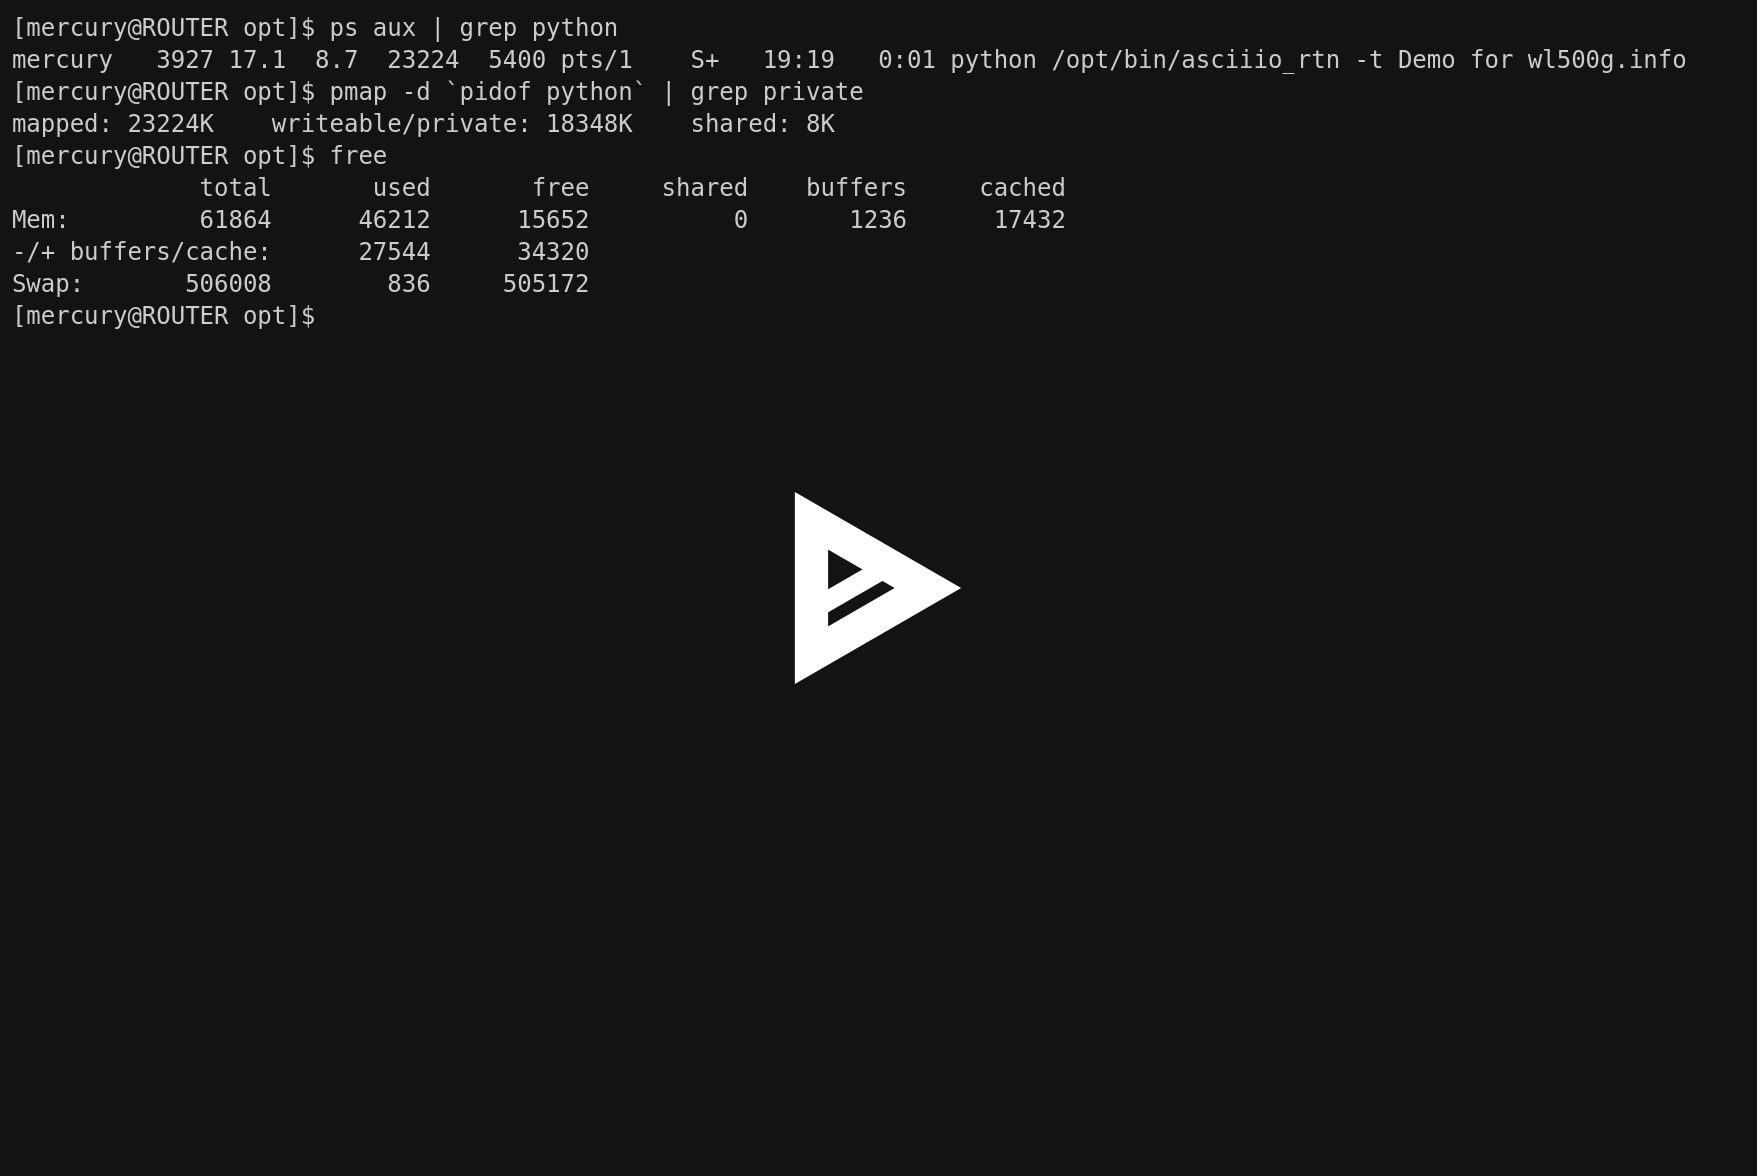 [mercury@ROUTER opt]$ ps aux | grep python
mercury   3927 17.1  8.7  23224  5400 pts/1    S+   19:19   0:01 python /opt/bin/asciiio_rtn -t Demo for wl500g.info
[mercury@ROUTER opt]$ pmap -d `pidof python` | grep private
mapped: 23224K    writeable/private: 18348K    shared: 8K
[mercury@ROUTER opt]$ free
             total       used       free     shared    buffers     cached
Mem:         61864      46212      15652          0       1236      17432
-/+ buffers/cache:      27544      34320
Swap:       506008        836     505172
[mercury@ROUTER opt]$